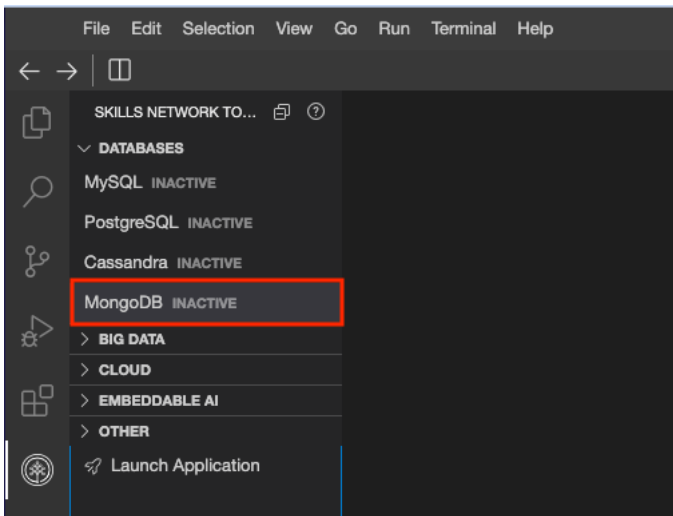 File Edit Selection View Go Run Terminal Help
SKILLS NETWORK TO...
DATABASES
MySQL INACTIVE
PostgreSQL INACTIVE
Cassandra INACTIVE
MongoDB INACTIVE
BIG DATA
CLOUD
EMBEDDABLE AI
OTHER
Launch Application